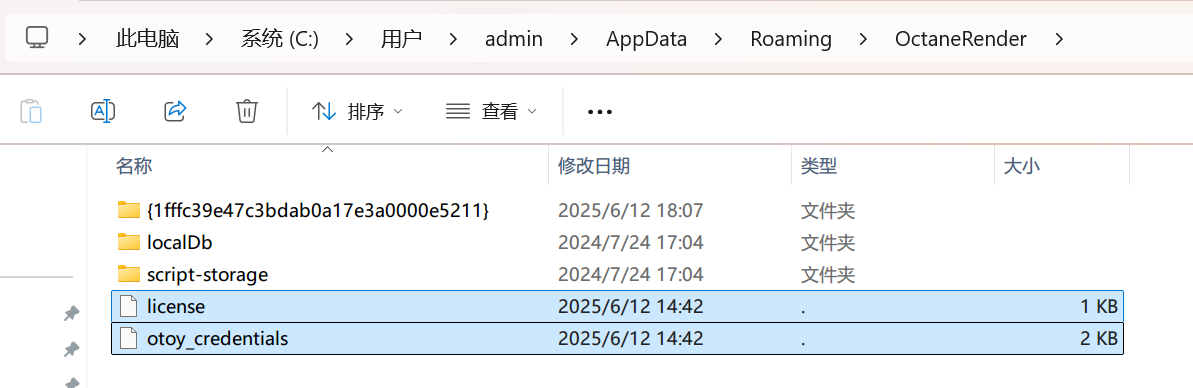 此电脑 > 系统 (C:) > 用户 > admin > AppData > Roaming > OctaneRender >
排序 查看 •••
名称 修改日期 类型 大小
{1fffc39e47c3bdab0a17e3a0000e5211} 2025/6/12 18:07 文件夹
localDb 2024/7/24 17:04 文件夹
script-storage 2024/7/24 17:04 文件夹
license 2025/6/12 14:42 . 1 KB
otoy_credentials 2025/6/12 14:42 . 2 KB